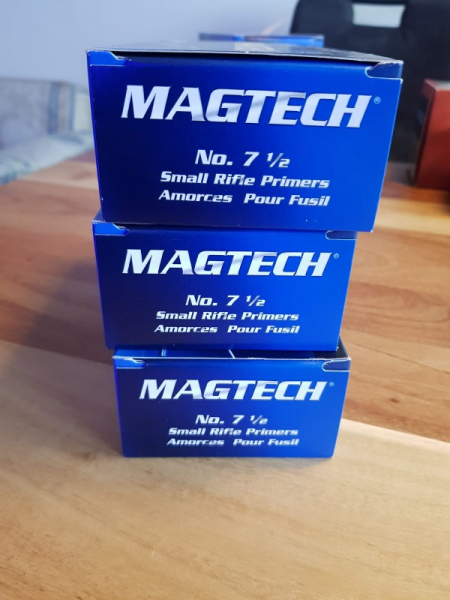 MAGTECH®
No. 7 ½
Small Rifle Primers
Amorces Pour Fusil
MAGTECH®
No. 7 ½
Small Rifle Primers
Amorces Pour Fusil
MAGTECH®
No. 7 ½
Small Rifle Primers
Amorces Pour Fusil